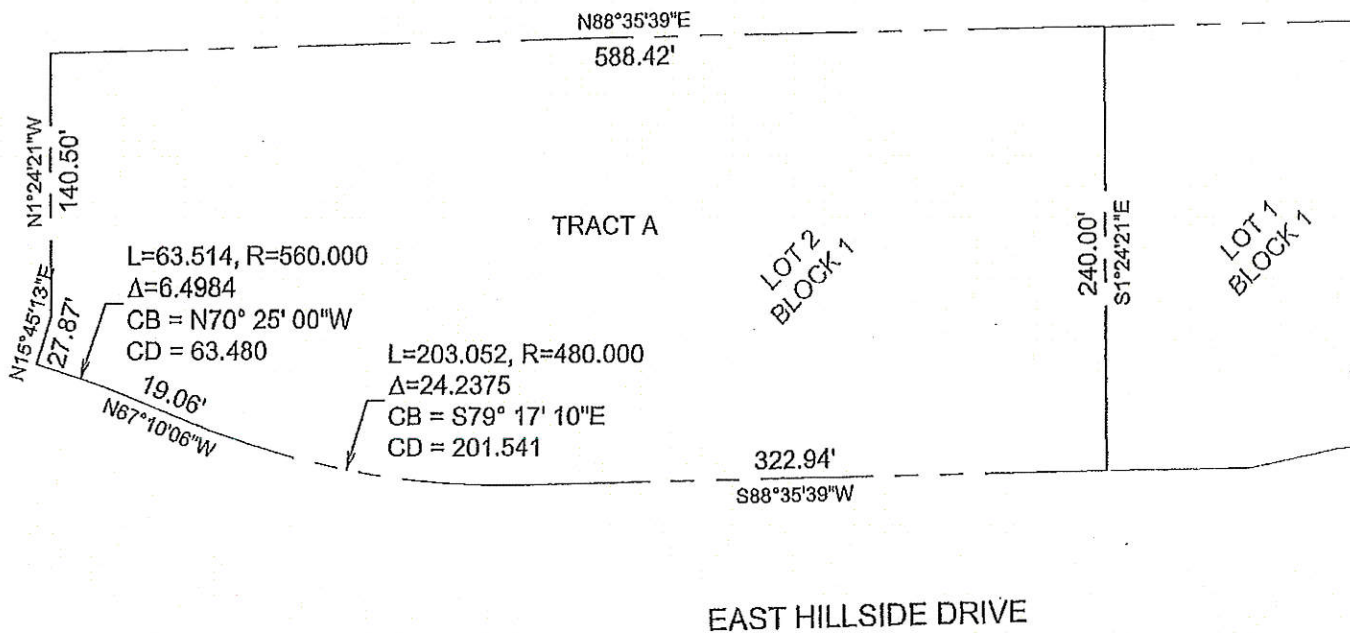 N88°35'39"E
588.42'
N1°24'21"W
140.50'
TRACT A
LOT 2
BLOCK 1
240.00'
S1°24'21"E
LOT 1
BLOCK 1
L=63.514, R=560.000
Δ=6.4984
CB = N70° 25' 00"W
CD = 63.480
N15°45'13"E
27.87'
19.06'
N67°10'06"W
L=203.052, R=480.000
Δ=24.2375
CB = S79° 17' 10"E
CD = 201.541
322.94'
S88°35'39"W
EAST HILLSIDE DRIVE